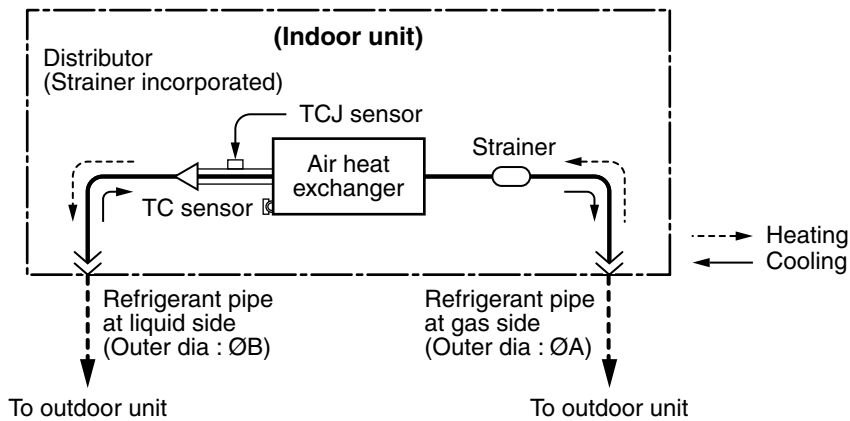 (Indoor unit)
Distributor
(Strainer incorporated)
TCJ sensor
Air heat
exchanger
Strainer
TC sensor
Heating
Cooling
Refrigerant pipe
at liquid side
(Outer dia : ØB)
Refrigerant pipe
at gas side
(Outer dia : ØA)
To outdoor unit
To outdoor unit